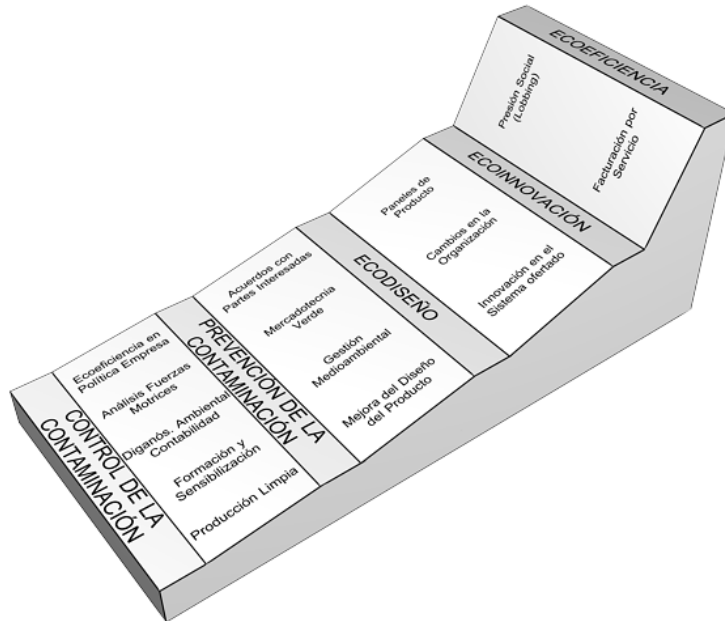 ECOEFICIENCIA
Presión Social
(Lobbing)
Facturación por
Servicio
ECOINNOVACIÓN
Paneles de
Producto
Cambios en la
Organización
Innovación en el
Sistema ofertado
ECODISEÑO
Acuerdos con
Partes Interesadas
Mercadotecnia
Verde
Gestión
Medioambiental
Mejora del Diseño
del Producto
PREVENCIÓN DE LA
CONTAMINACIÓN
Ecoeficiencia en
Política Empresa
Análisis Fuerzas
Motrices
Diganós. Ambiental
Contabilidad
Formación y
Sensibilización
Producción Limpia
CONTROL DE LA
CONTAMINACIÓN